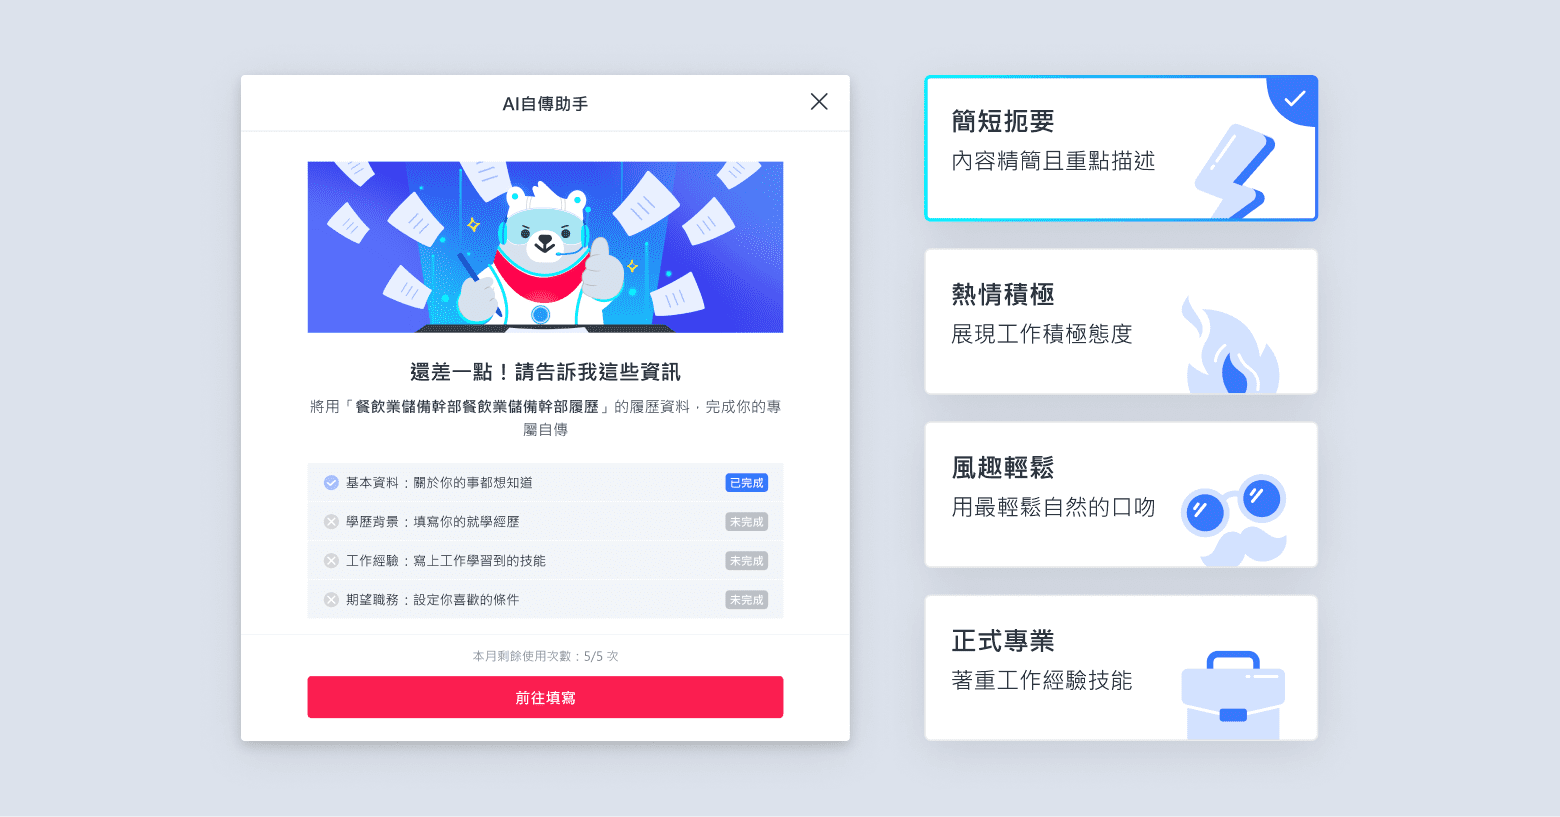 AI自傳助手
還差一點！請告訴我這些資訊
將用「餐飲業儲備幹部餐飲業儲備幹部履歷」的履歷資料，完成你的專
屬自傳
基本資料：關於你的事都想知道
已完成
學歷背景：填寫你的就學經歷
未完成
工作經驗：寫上工作學習到的技能
未完成
期望職務：設定你喜歡的條件
未完成
本月剩餘使用次數：5/5 次
前往填寫
簡短扼要
內容精簡且重點描述
熱情積極
展現工作積極態度
風趣輕鬆
用最輕鬆自然的口吻
正式專業
著重工作經驗技能